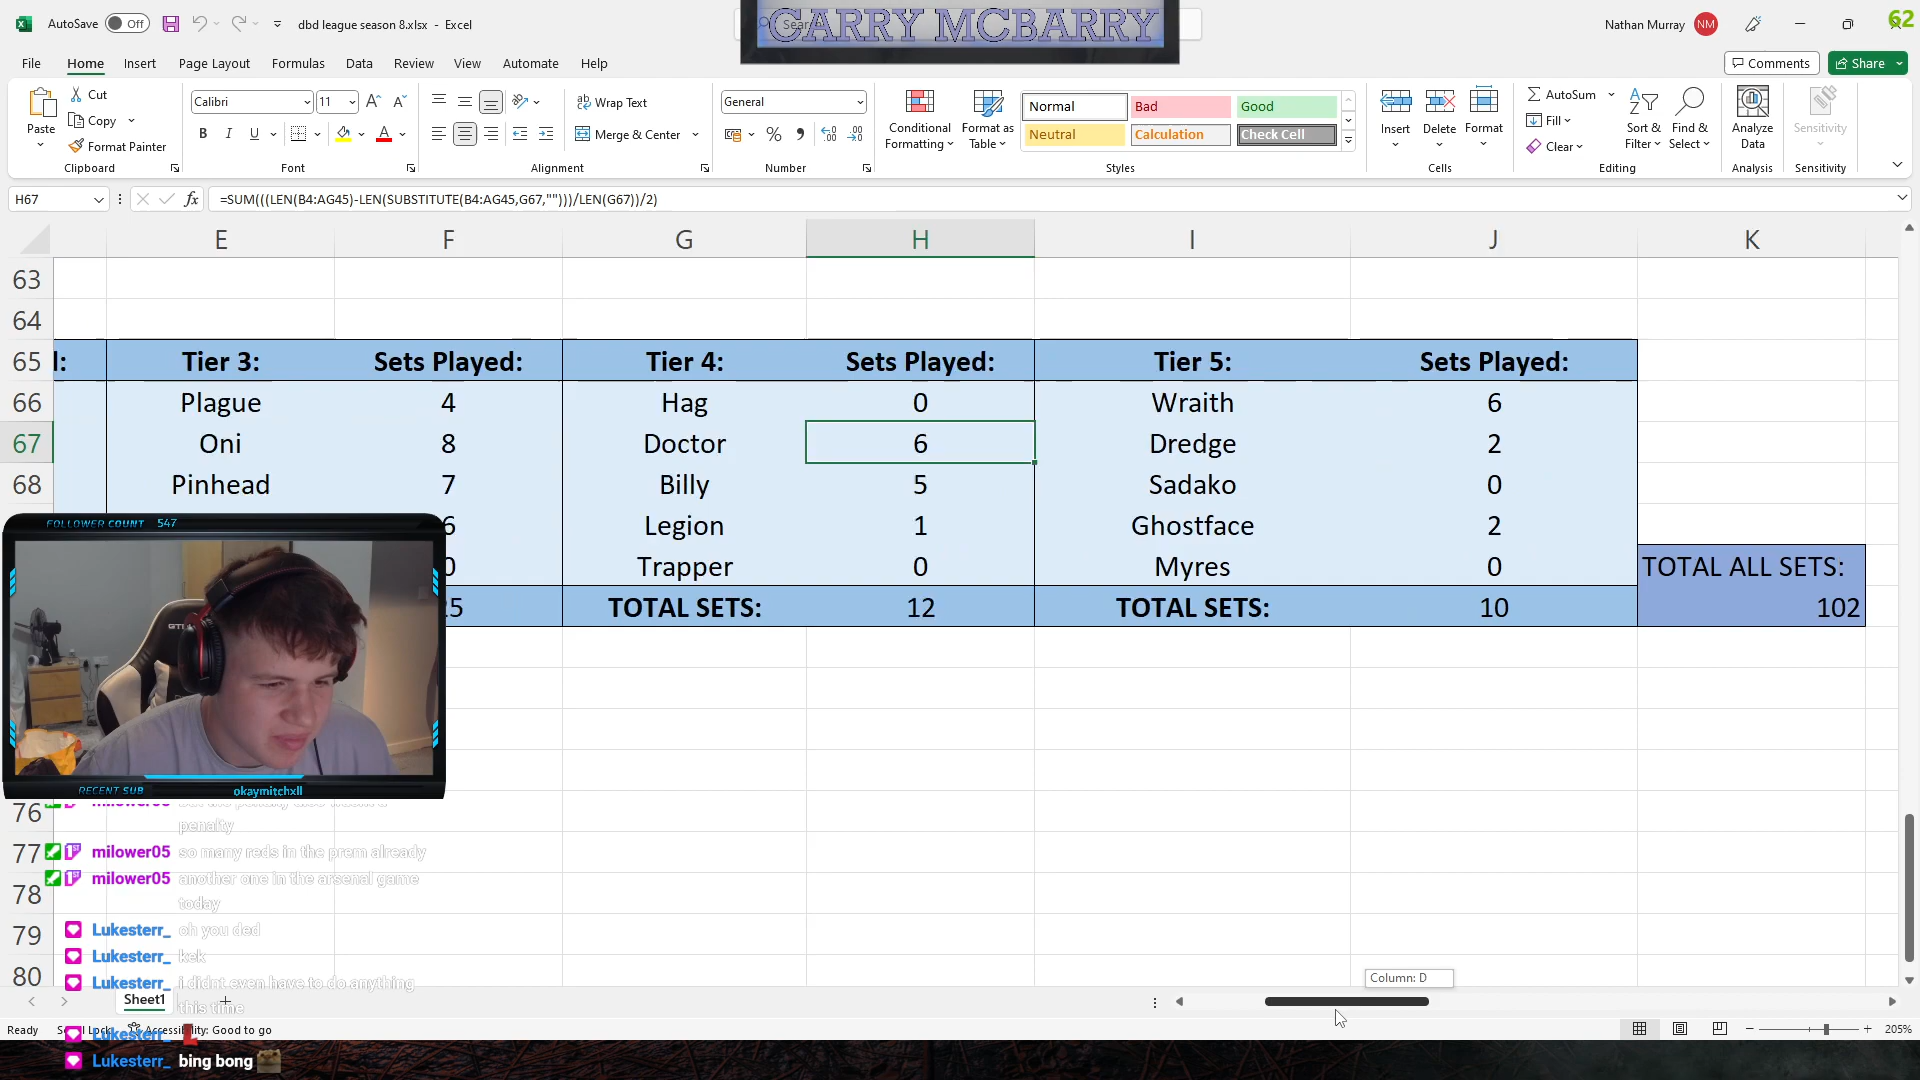 AutoSave Off dbd league season 8.xlsx - Excel GARRY MCBARRY Nathan Murray NM 62
File Home Insert Page Layout Formulas Data Review View Automate Help Comments Share
Paste Cut Copy Format Painter Clipboard
Calibri 11 B I U Font
Wrap Text Merge & Center Alignment
General % Number
Conditional Formatting Format as Table Normal Bad Good Neutral Calculation Check Cell Styles
Insert Delete Format Cells
AutoSum Fill Clear Sort & Filter Find & Select Editing
Analyze Data Analysis Sensitivity Sensitivity
H67 fx =SUM(((LEN(B4:AG45)-LEN(SUBSTITUTE(B4:AG45,G67,"")))/LEN(G67))/2)
E F G H I J K
63
64
65 Tier 3: Sets Played: Tier 4: Sets Played: Tier 5: Sets Played:
66 Plague 4 Hag 0 Wraith 6
67 Oni 8 Doctor 6 Dredge 2
68 Pinhead 7 Billy 5 Sadako 0
6 Legion 1 Ghostface 2
0 Trapper 0 Myres 0 TOTAL ALL SETS:
TOTAL SETS: 12 TOTAL SETS: 10 102
FOLLOWER COUNT 547
RECENT SUB okaymitchxll
76
penalty
77 milower05 so many reds in the prem already
milower05 another one in the arsenal game
78
today
79 Lukesterr_ oh you ded
Lukesterr_ kek
80 Lukesterr_ i didnt even have to do anything
this time
Column: D
Sheet1
Ready Accessibility: Good to go 205%
Lukesterr_
Lukesterr_ bing bong